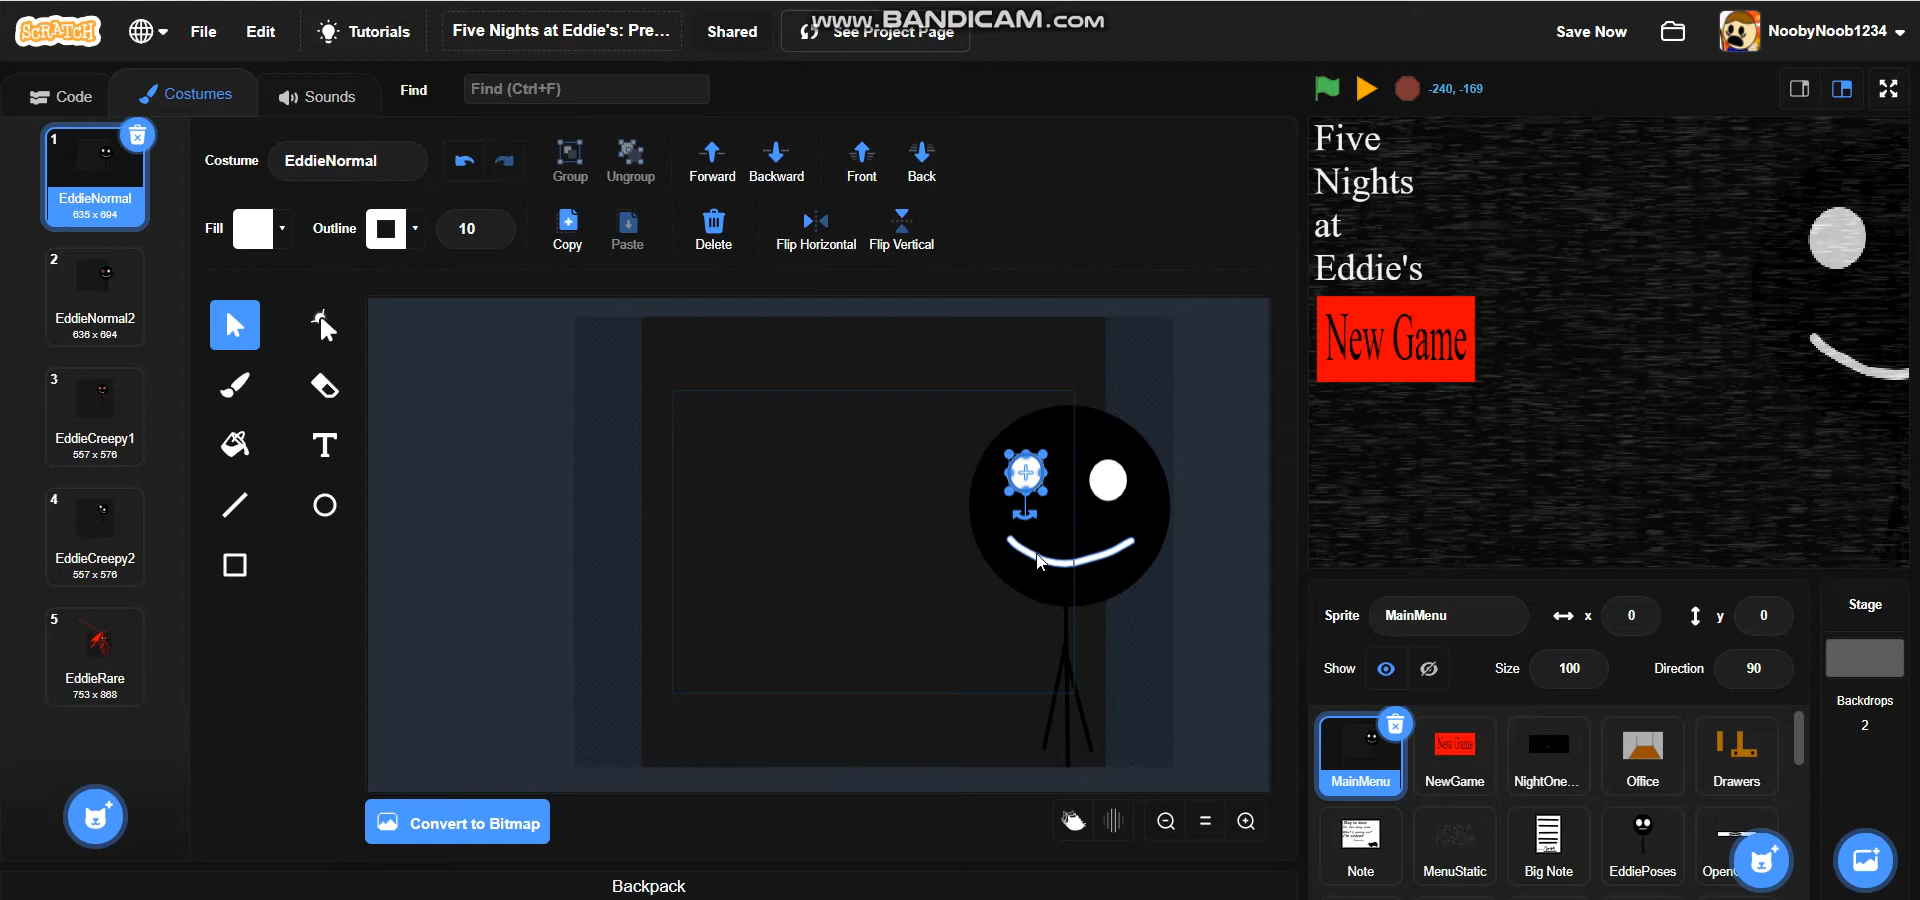 SCRATCH File Edit Tutorials Five Nights at Eddie's: Pre... Shared See Project Page Save Now NoobyNoob1234
www.BANDICAM.com
Code Costumes Sounds Find Find (Ctrl+F) -240, -169
1 EddieNormal 635 x 694
2 EddieNormal2 636 x 694
3 EddieCreepy1 557 x 576
4 EddieCreepy2 557 x 576
5 EddieRare 753 x 868
Costume EddieNormal Group Ungroup Forward Backward Front Back
Fill Outline 10 Copy Paste Delete Flip Horizontal Flip Vertical
T
Convert to Bitmap
Backpack
Five
Nights
at
Eddie's
New Game
Sprite MainMenu x 0 y 0
Show Size 100 Direction 90
MainMenu NewGame NightOne... Office Drawers
Note MenuStatic Big Note EddiePoses
Stage
Backdrops
2